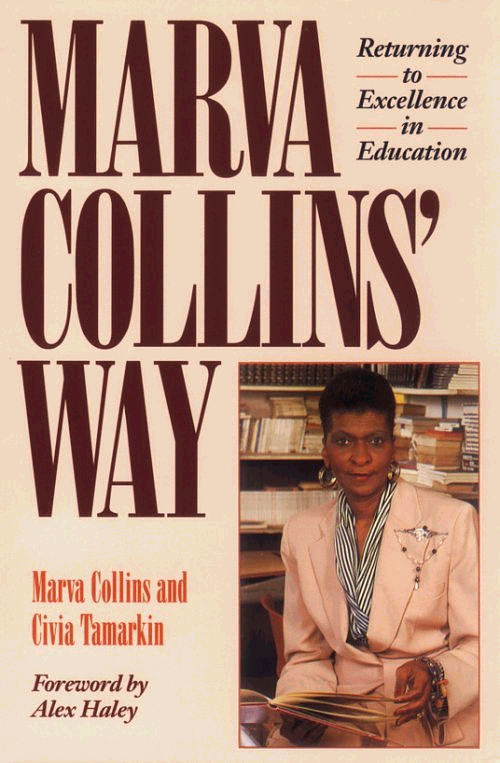 MARVA
COLLINS'
WAY
Returning
to
Excellence
in
Education
Marva Collins and
Civia Tamarkin
Foreword by
Alex Haley